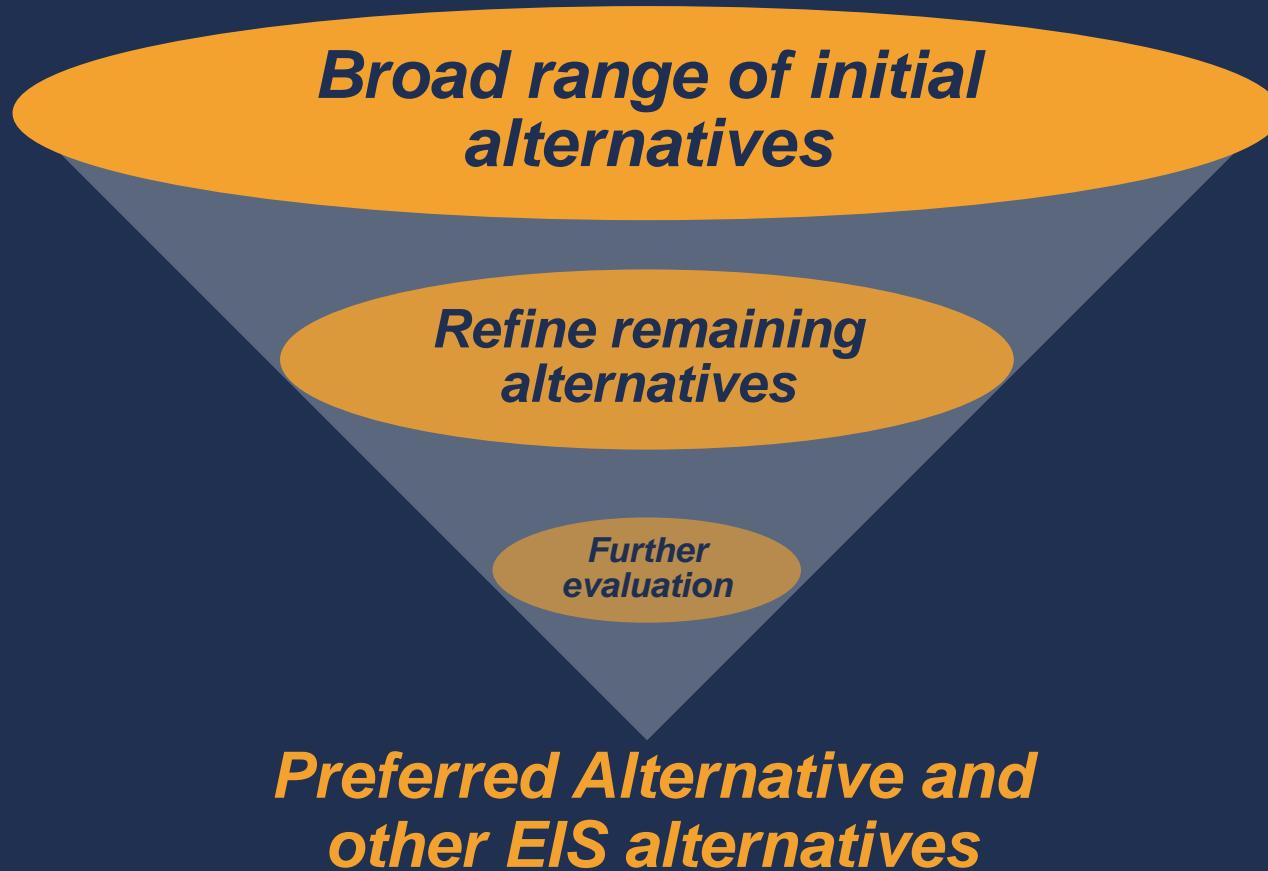 Broad range of initial
alternatives
Refine remaining
alternatives
Further
evaluation
Preferred Alternative and
other EIS alternatives